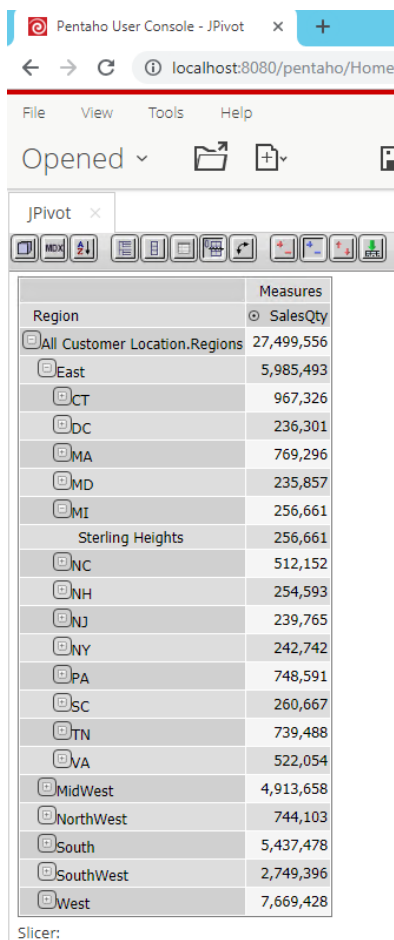 Pentaho User Console - JPivot
localhost:8080/pentaho/Home
File View Tools Help
Opened
JPivot
MDX
Measures
Region SalesQty
All Customer Location.Regions 27,499,556
East 5,985,493
CT 967,326
DC 236,301
MA 769,296
MD 235,857
MI 256,661
Sterling Heights 256,661
NC 512,152
NH 254,593
NJ 239,765
NY 242,742
PA 748,591
SC 260,667
TN 739,488
VA 522,054
MidWest 4,913,658
NorthWest 744,103
South 5,437,478
SouthWest 2,749,396
West 7,669,428
Slicer: